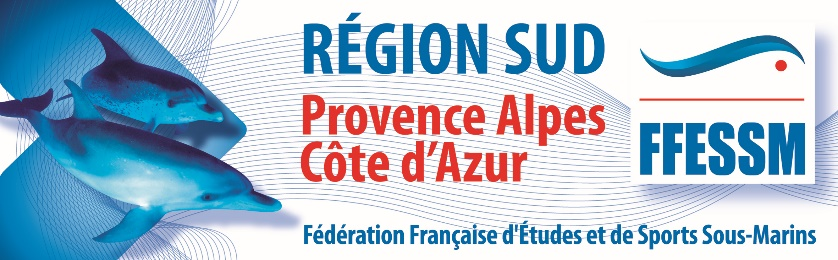 RÉGION SUD
Provence Alpes
Côte d'Azur
FFESSM
Fédération Française d'Études et de Sports Sous-Marins